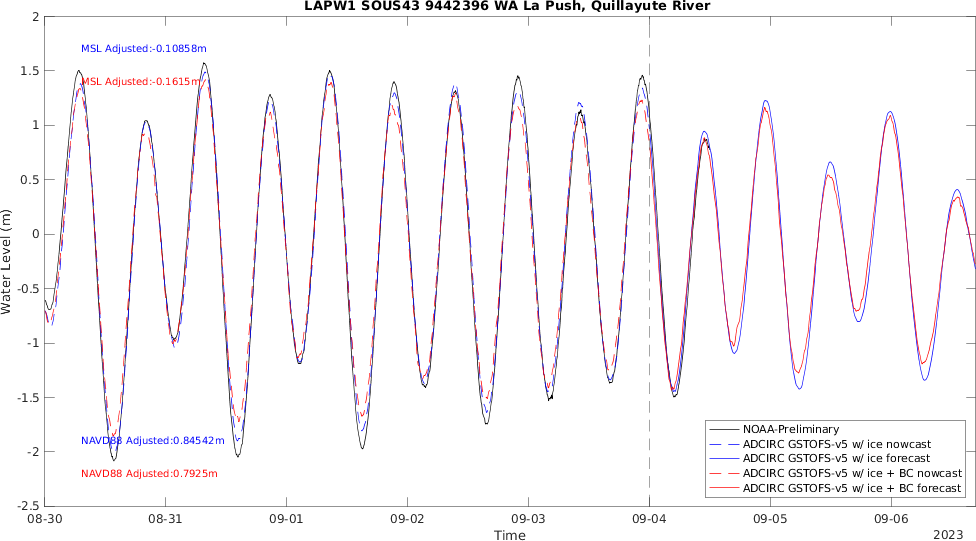 LAPW1 SOUS43 9442396 WA La Push, Quillayute River
2
1.5
1
0.5
0
-0.5
-1
-1.5
-2
-2.5
Water Level (m)
MSL Adjusted:-0.10858m
MSL Adjusted:-0.1615m
NAVD88 Adjusted:0.84542m
NAVD88 Adjusted:0.7925m
NOAA-Preliminary
ADCIRC GSTOFS-v5 w/ ice nowcast
ADCIRC GSTOFS-v5 w/ ice forecast
ADCIRC GSTOFS-v5 w/ ice + BC nowcast
ADCIRC GSTOFS-v5 w/ ice + BC forecast
08-30 08-31 09-01 09-02 09-03 09-04 09-05 09-06
Time
2023